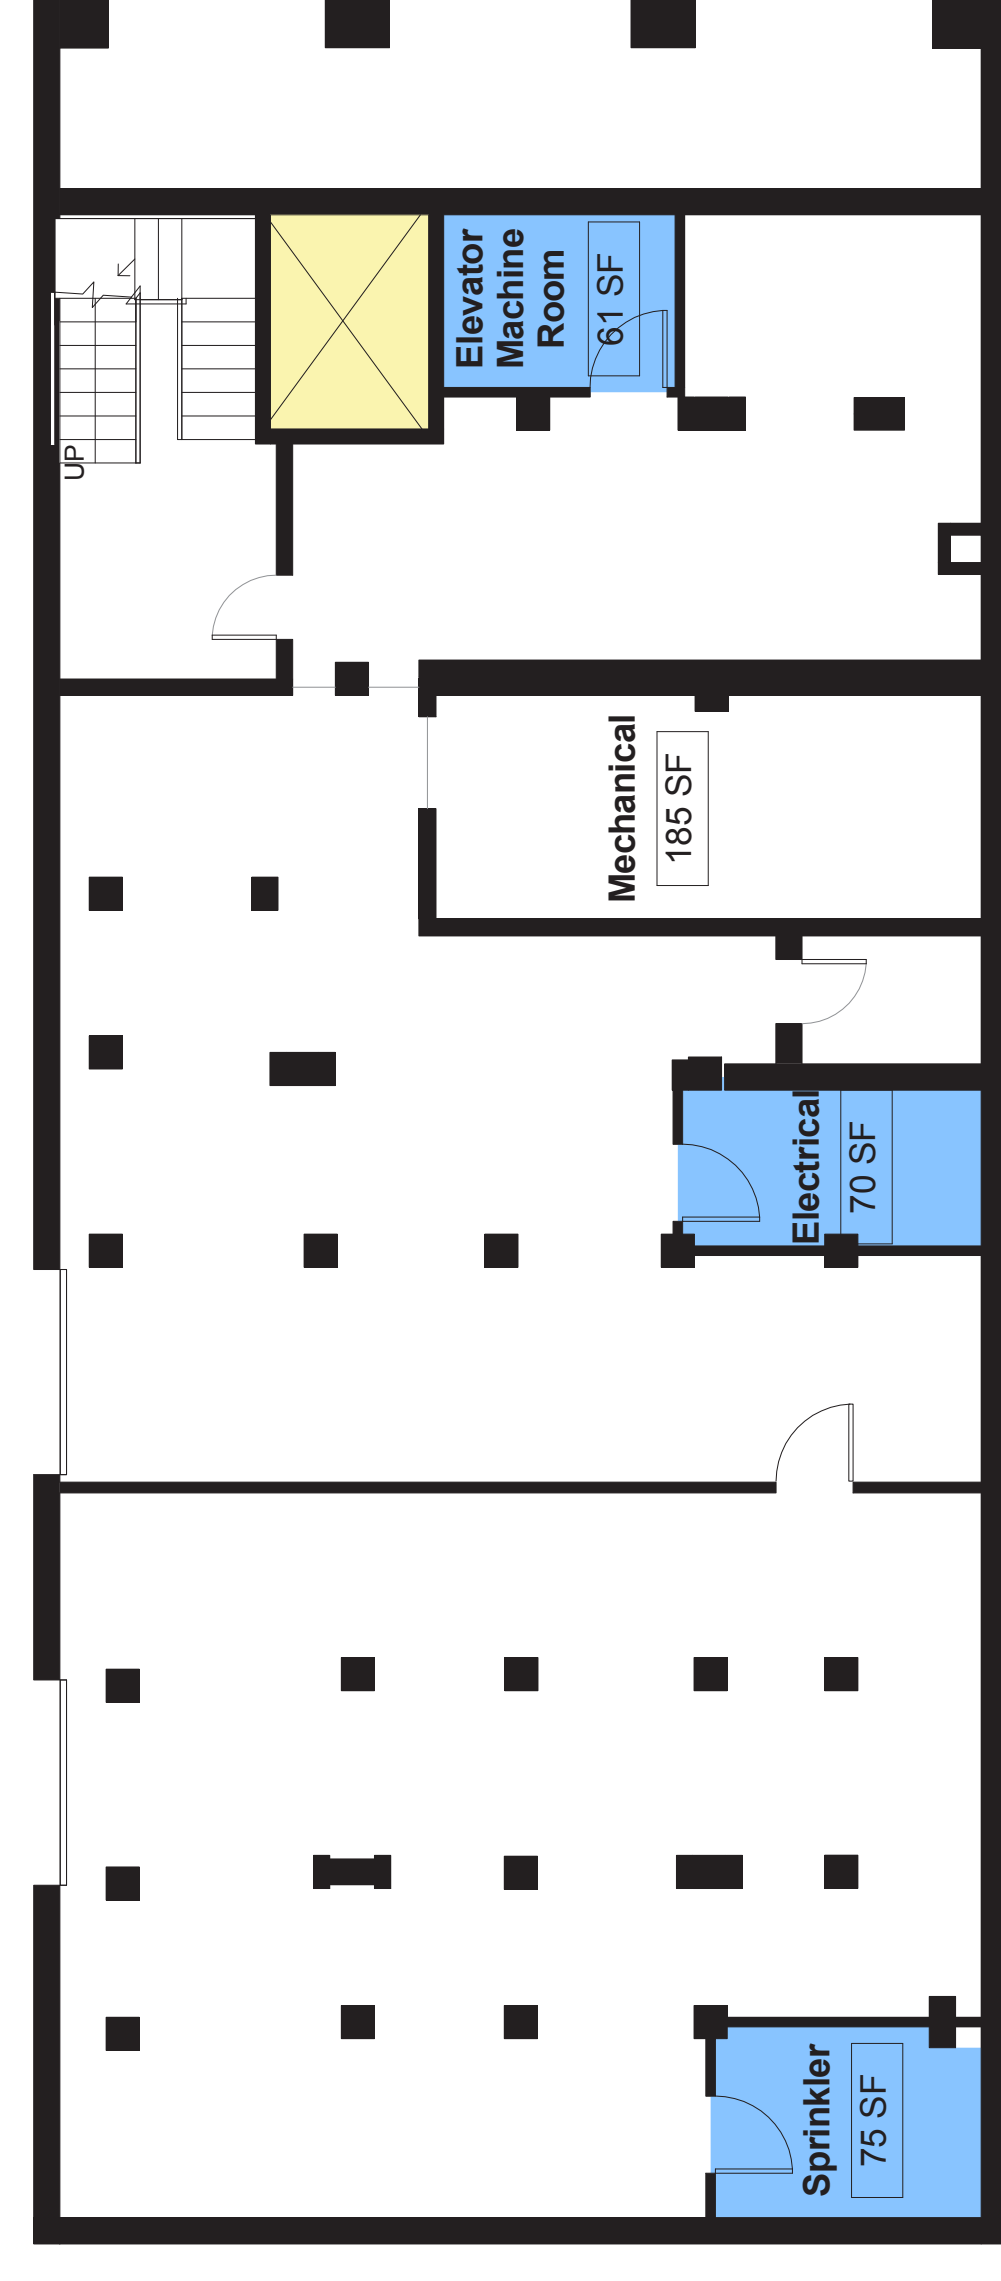 Elevator
Machine
Room
61 SF
UP
Mechanical
185 SF
Electrical
70 SF
Sprinkler
75 SF